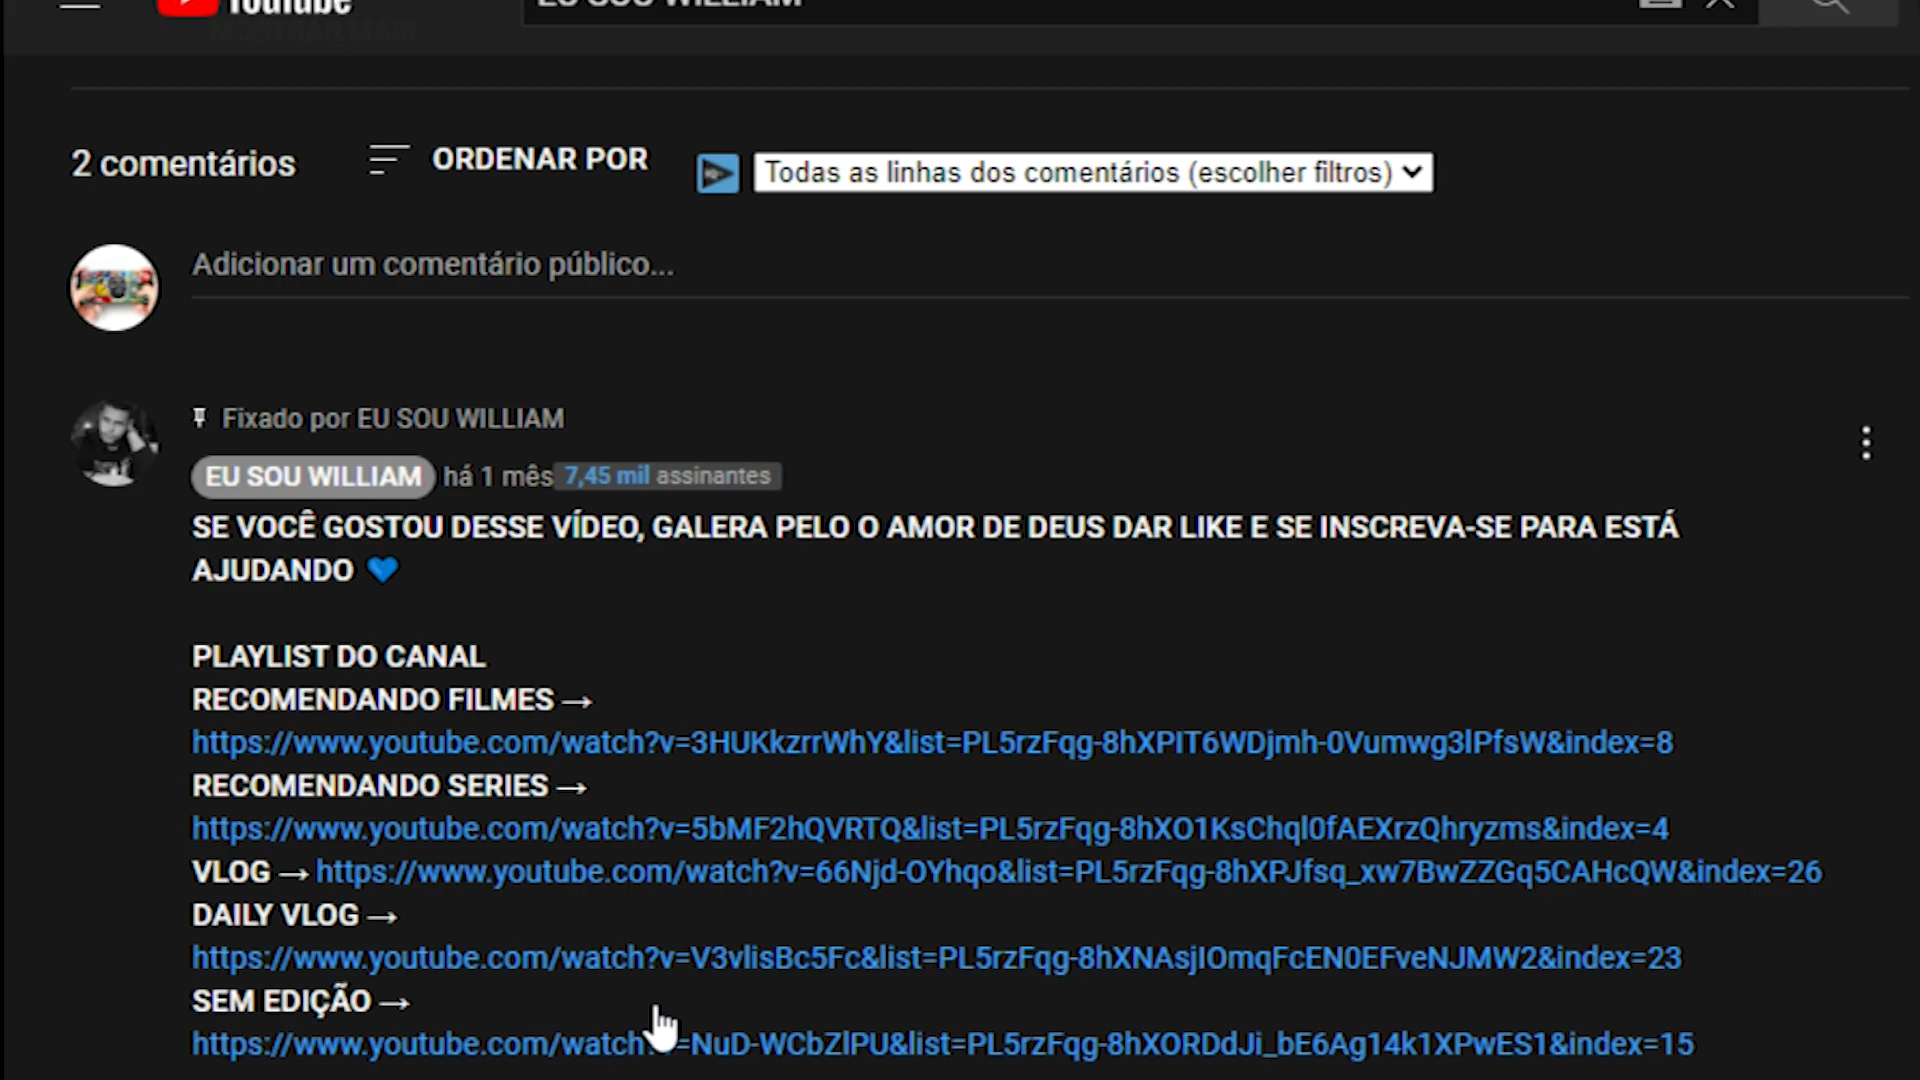 YouTube
EU SOU WILLIAM
MOSTRAR MAIS
2 comentários
ORDENAR POR
Todas as linhas dos comentários (escolher filtros)
Adicionar um comentário público...
Fixado por EU SOU WILLIAM
EU SOU WILLIAM há 1 mês 7,45 mil assinantes
SE VOCÊ GOSTOU DESSE VÍDEO, GALERA PELO O AMOR DE DEUS DAR LIKE E SE INSCREVA-SE PARA ESTÁ
AJUDANDO 💙
PLAYLIST DO CANAL
RECOMENDANDO FILMES →
https://www.youtube.com/watch?v=3HUKkzrrWhY&list=PL5rzFqg-8hXPIT6WDjmh-0Vumwg3lPfsW&index=8
RECOMENDANDO SERIES →
https://www.youtube.com/watch?v=5bMF2hQVRTQ&list=PL5rzFqg-8hXO1KsChql0fAEXrzQhryzms&index=4
VLOG → https://www.youtube.com/watch?v=66Njd-OYhqo&list=PL5rzFqg-8hXPJfsq_xw7BwZZGq5CAHcQW&index=26
DAILY VLOG →
https://www.youtube.com/watch?v=V3vlisBc5Fc&list=PL5rzFqg-8hXNAsjIOmqFcEN0EFveNJMW2&index=23
SEM EDIÇÃO →
https://www.youtube.com/watch?v=NuD-WCbZlPU&list=PL5rzFqg-8hXORDdJi_bE6Ag14k1XPwES1&index=15